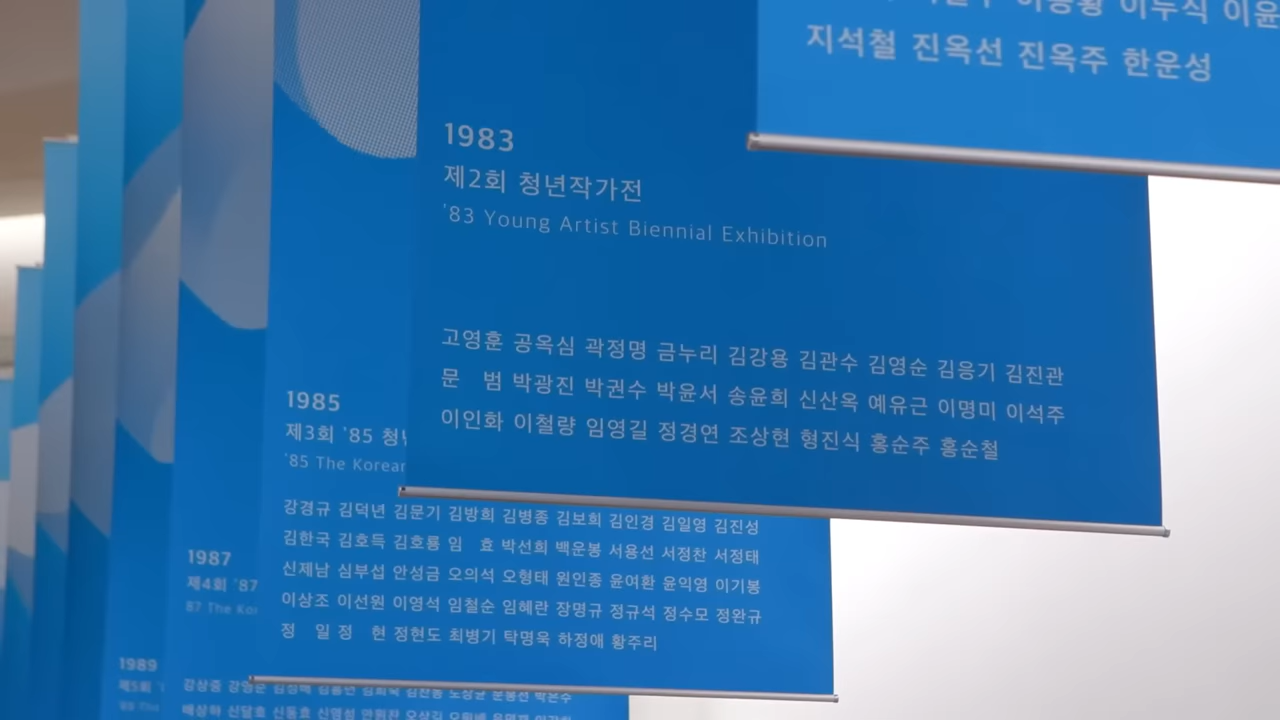 이두식
지석철 진옥선 진옥주 한운성
1983
제2회 청년작가전
'83 Young Artist Biennial Exhibition
고영훈 공옥심 곽정명 금누리 김강용 김관수 김영순 김응기 김진관
문 범 박광진 박권수 박윤서 송윤희 신산옥 예유근 이명미 이석주
이인화 이철량 임영길 정경연 조상현 형진식 홍순주 홍순철
1985
제3회 '85
'85 The Korean
강경규 김덕년 김문기 김방희 김병종 김보희 김인경 김일영 김진성
김한국 김호득 김호룡 임 효 박선희 백운봉 서용선 서정찬 서정태
신제남 심부섭 안성금 오의석 오형태 원인종 윤여환 윤익영 이기봉
이상조 이선원 이영석 임철순 임혜란 장명규 정규석 정수모 정완규
정 일 정 현 정현도 최병기 탁명욱 하정애 황주리
1987
제4회 '87
87 The
1989
제5회